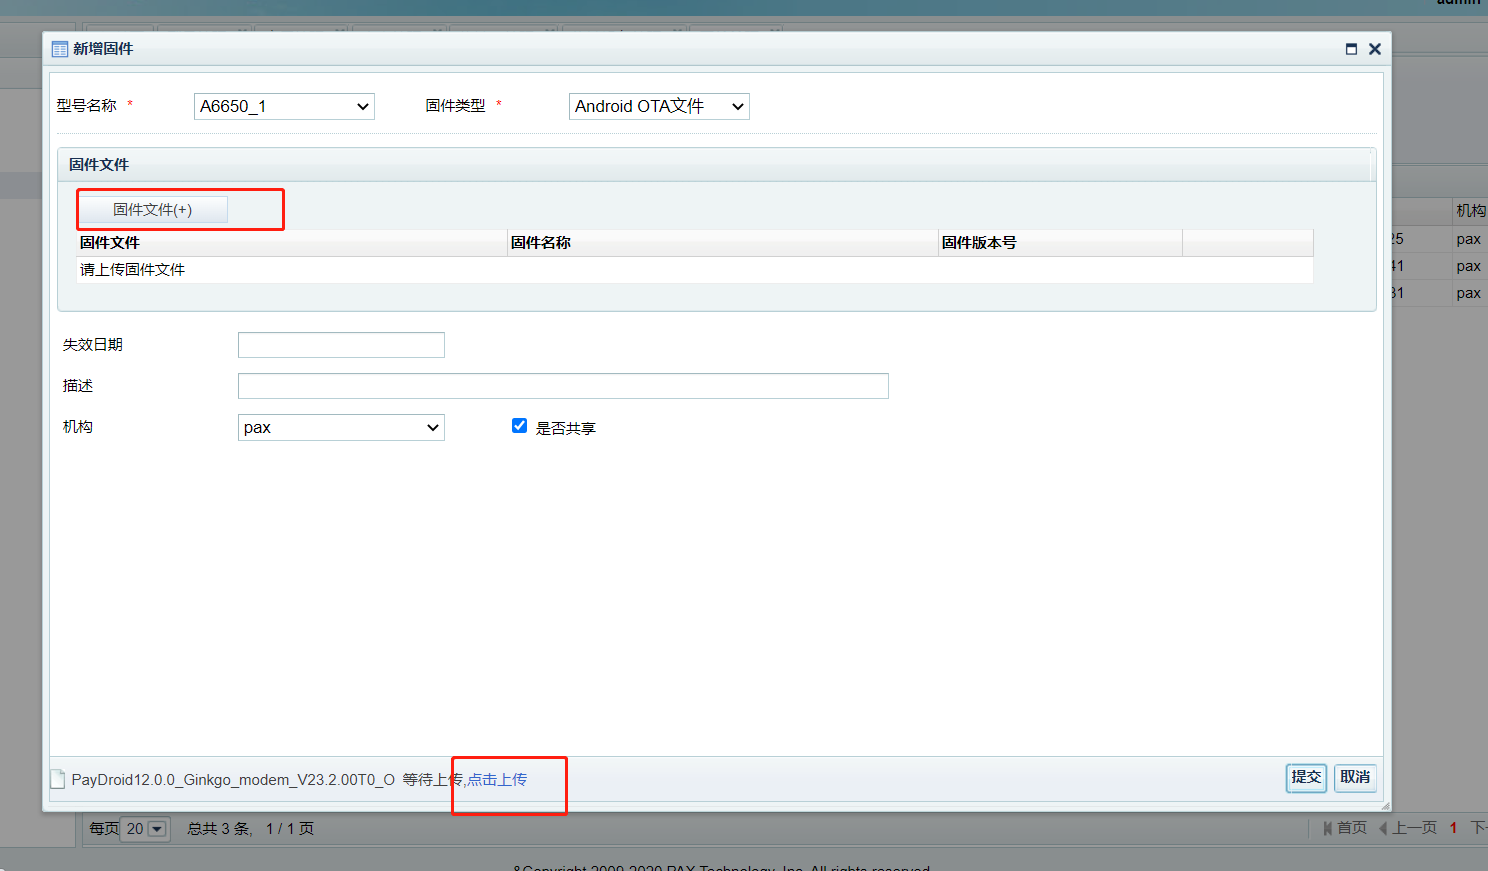 admin
新增固件
型号名称 * A6650_1 固件类型 * Android OTA文件
固件文件
固件文件(+)
固件文件 固件名称 固件版本号
请上传固件文件
机构
25 pax
41 pax
31 pax
失效日期
描述
机构 pax 是否共享
PayDroid12.0.0_Ginkgo_modem_V23.2.00T0_O 等待上传,点击上传
提交 取消
每页 20 总共 3 条, 1 / 1 页
首页 上一页 1
Copyright 2009-2020 PAX Technology, Inc. All rights reserved